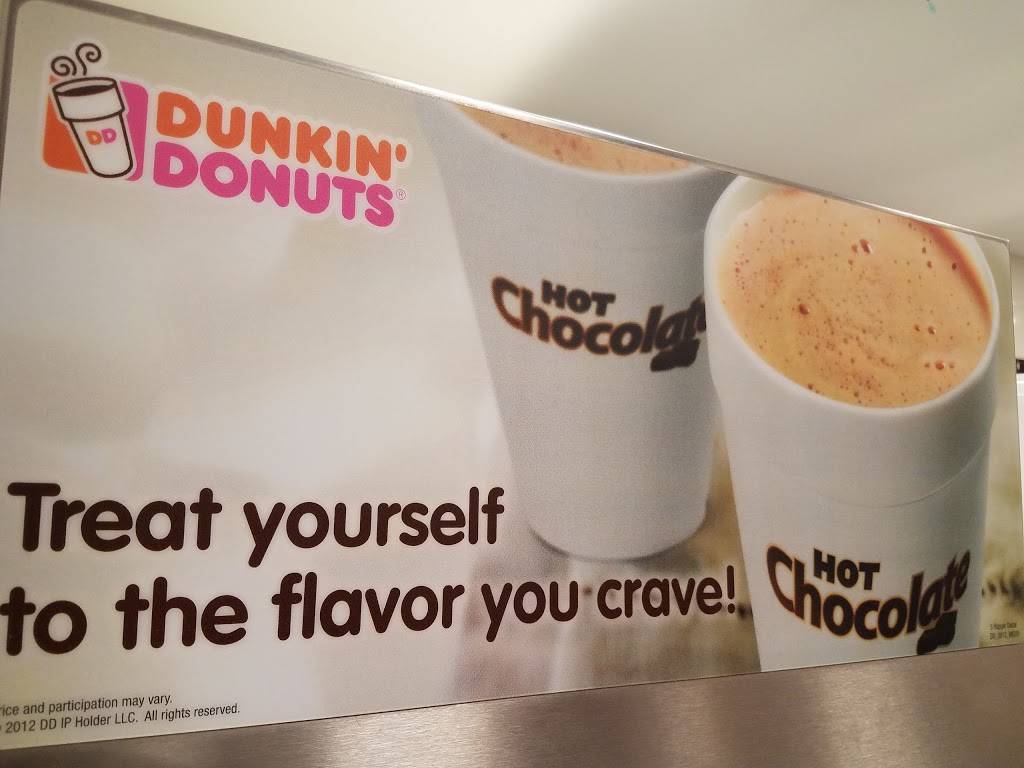 DD
DUNKIN'
DONUTS®
HOT
Chocolate
HOT
Chocolate
Treat yourself
to the flavor you crave!
rice and participation may vary.
2012 DD IP Holder LLC. All rights reserved.